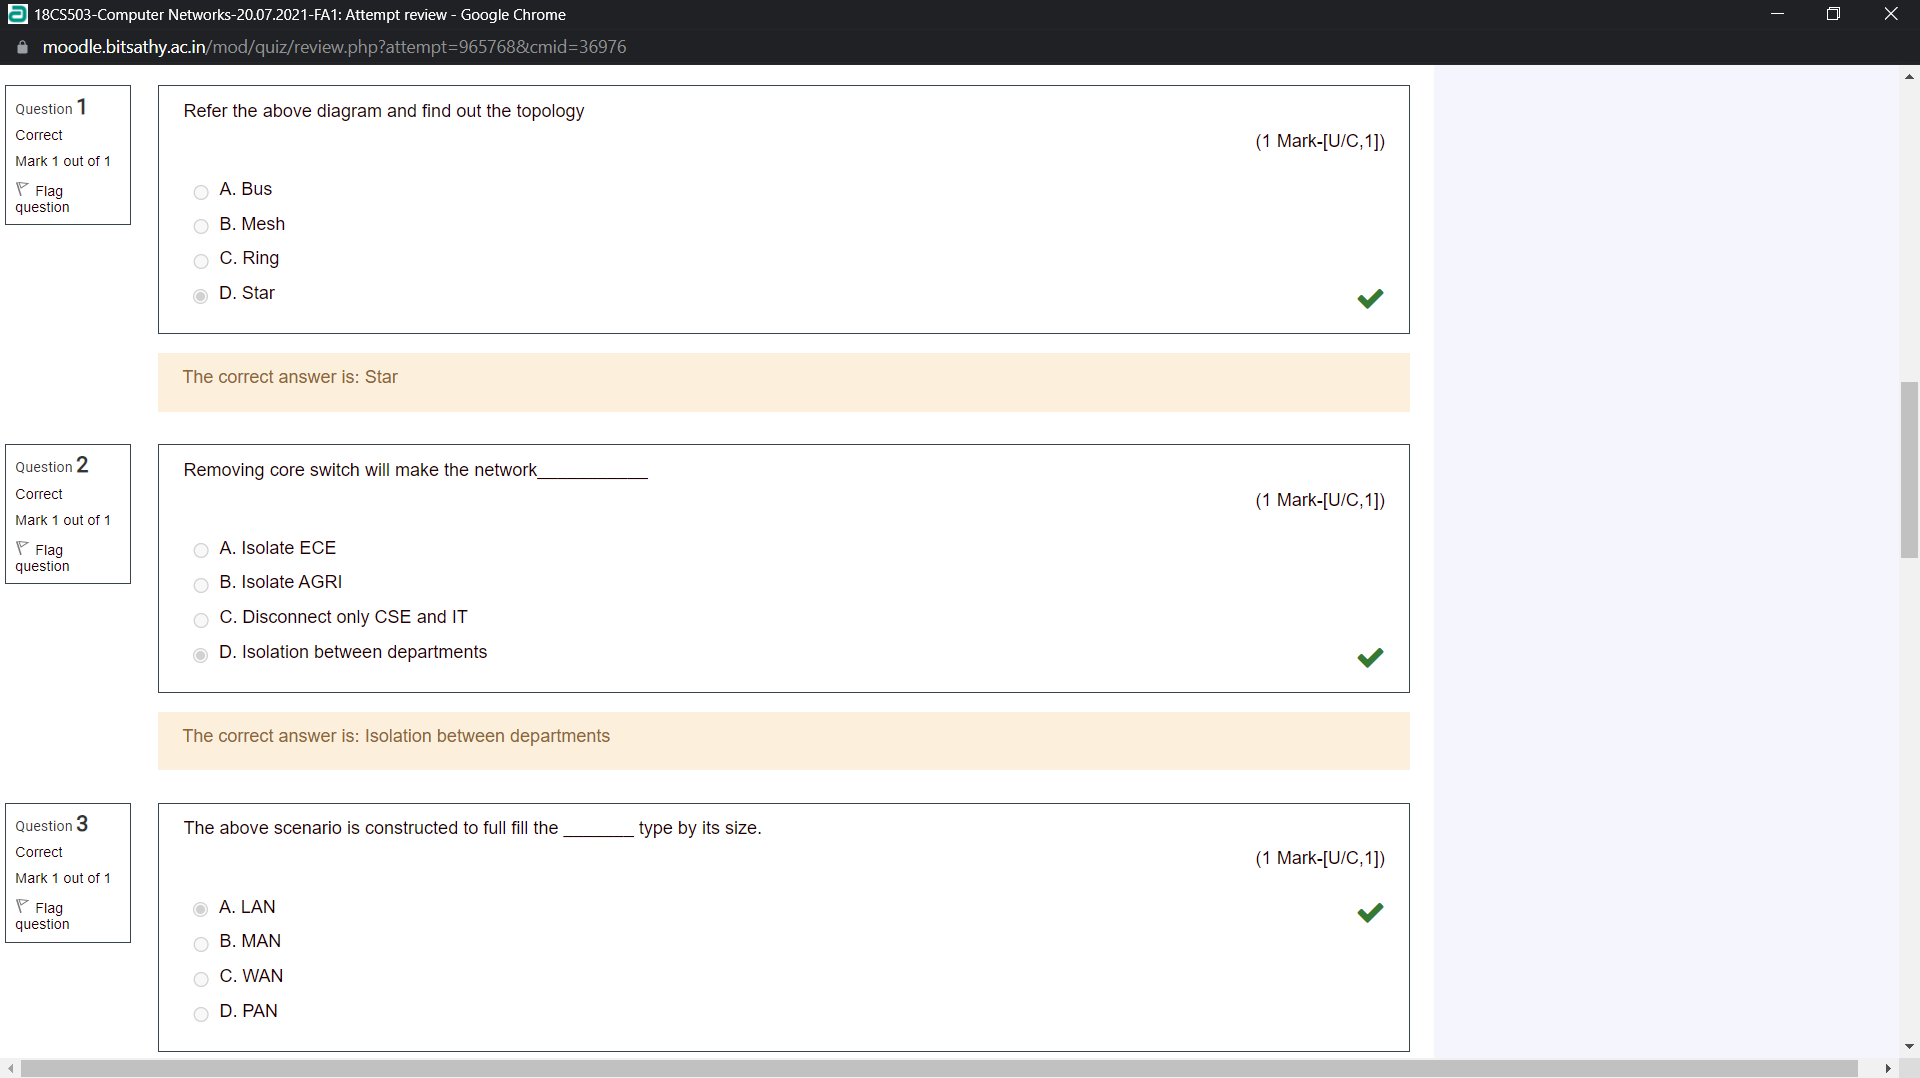 18CS503-Computer Networks-20.07.2021-FA1: Attempt review - Google Chrome
moodle.bitsathy.ac.in/mod/quiz/review.php?attempt=965768&cmid=36976
Question 1
Correct
Mark 1 out of 1
Flag
question
Refer the above diagram and find out the topology
(1 Mark-[U/C,1])
A. Bus
B. Mesh
C. Ring
D. Star
The correct answer is: Star
Question 2
Correct
Mark 1 out of 1
Flag
question
Removing core switch will make the network___________
(1 Mark-[U/C,1])
A. Isolate ECE
B. Isolate AGRI
C. Disconnect only CSE and IT
D. Isolation between departments
The correct answer is: Isolation between departments
Question 3
Correct
Mark 1 out of 1
Flag
question
The above scenario is constructed to full fill the _______ type by its size.
(1 Mark-[U/C,1])
A. LAN
B. MAN
C. WAN
D. PAN